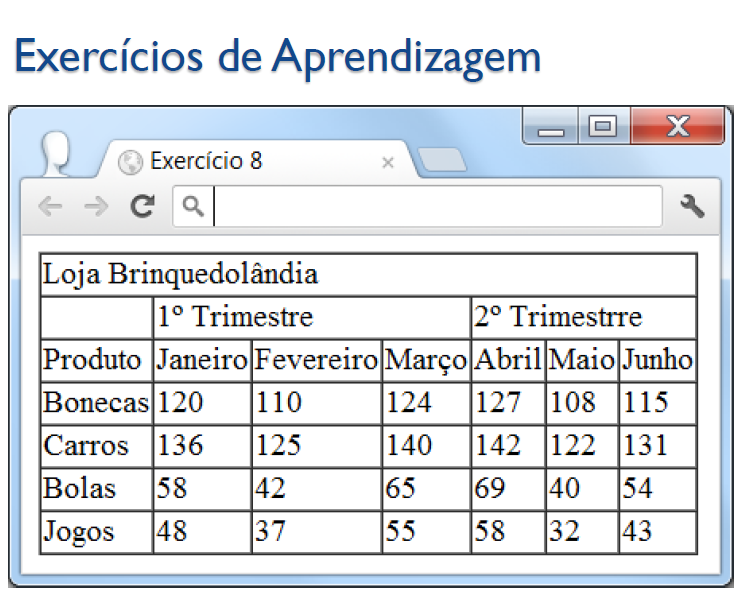 Exercícios de Aprendizagem
Exercício 8
Loja Brinquedolândia
1º Trimestre 2º Trimestrre
Produto Janeiro Fevereiro Março Abril Maio Junho
Bonecas 120 110 124 127 108 115
Carros 136 125 140 142 122 131
Bolas 58 42 65 69 40 54
Jogos 48 37 55 58 32 43